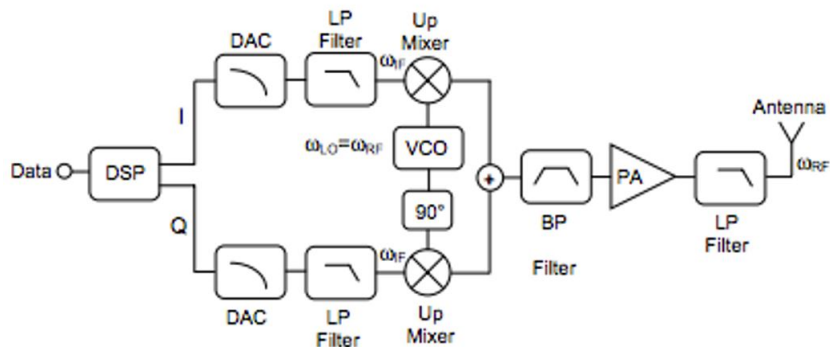 Up
Mixer
LP
Filter
DAC
ωIF
I
Antenna
ωLO=ωRF
VCO
Data
DSP
+
PA
ωRF
90°
BP
LP
Filter
Q
ωIF
Filter
DAC
LP
Filter
Up
Mixer